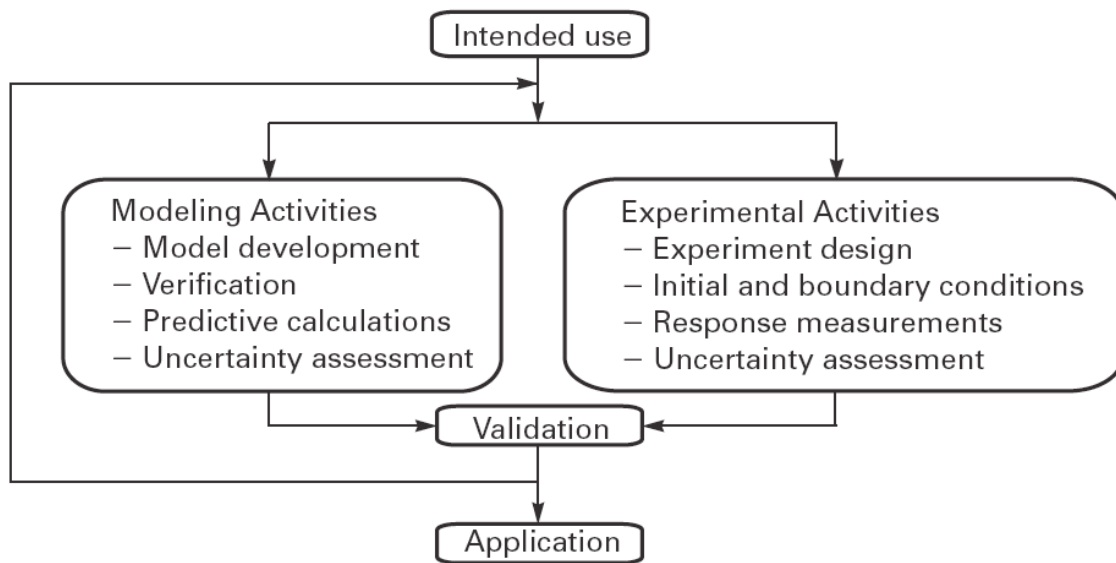 Intended use
Modeling Activities
– Model development
– Verification
– Predictive calculations
– Uncertainty assessment
Experimental Activities
– Experiment design
– Initial and boundary conditions
– Response measurements
– Uncertainty assessment
Validation
Application